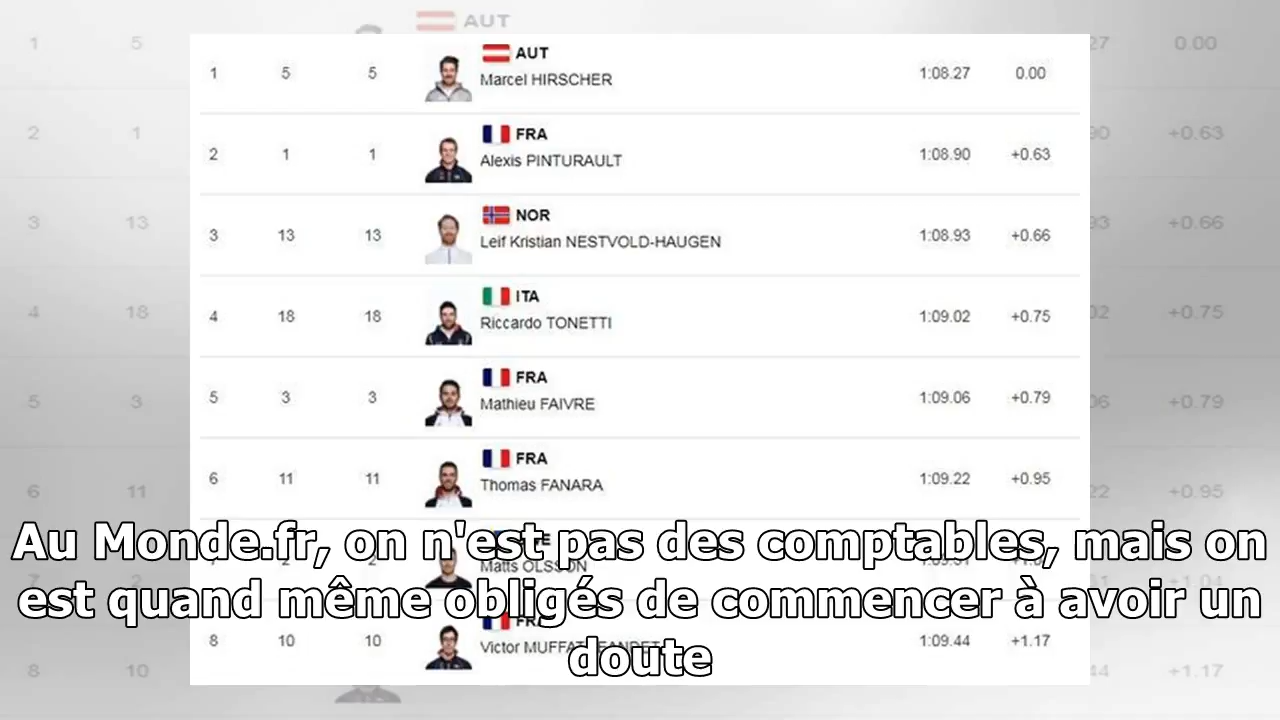 AUT
1 5 5 Marcel HIRSCHER 1:08.27 0.00
FRA
2 1 1 Alexis PINTURAULT 1:08.90 +0.63
NOR
3 13 13 Leif Kristian NESTVOLD-HAUGEN 1:08.93 +0.66
ITA
4 18 18 Riccardo TONETTI 1:09.02 +0.75
FRA
5 3 3 Mathieu FAIVRE 1:09.06 +0.79
FRA
6 11 11 Thomas FANARA 1:09.22 +0.95
Matts OLSSON
8 10 10 Victor 1:09.44 +1.17
Au Monde.fr, on n'est pas des comptables, mais on
est quand même obligés de commencer à avoir un
doute